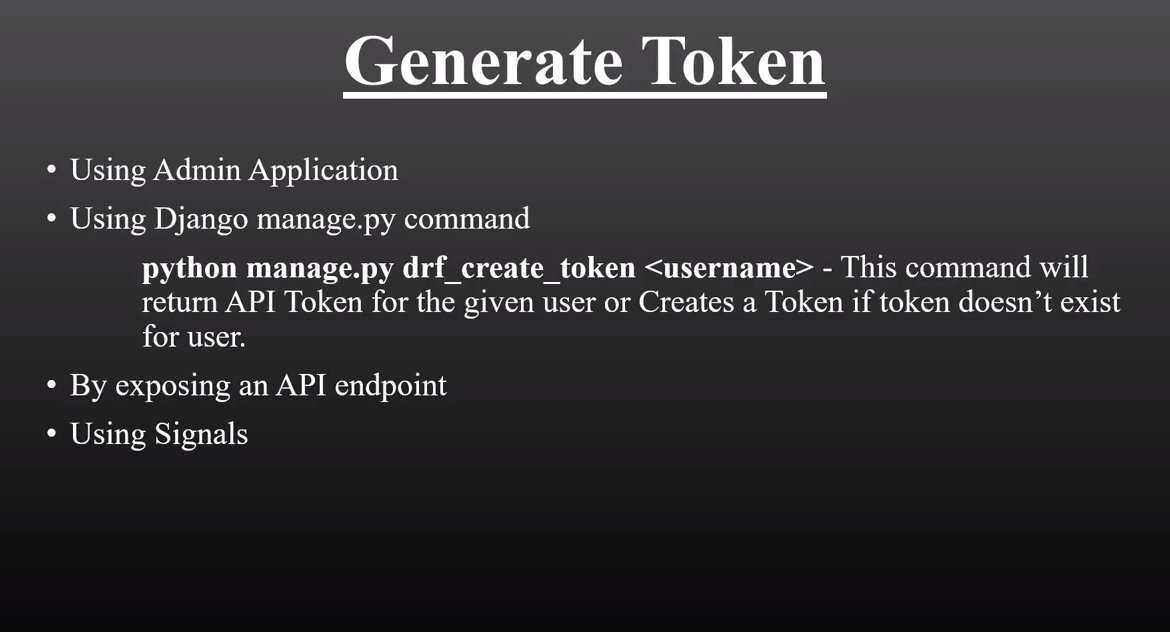 Generate Token
• Using Admin Application
• Using Django manage.py command
python manage.py drf_create_token <username> - This command will
return API Token for the given user or Creates a Token if token doesn’t exist
for user.
• By exposing an API endpoint
• Using Signals